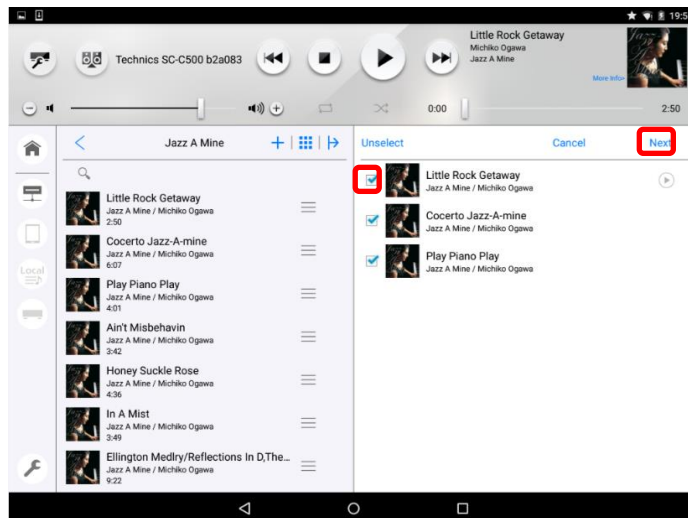 19:5
Technics SC-C500 b2a083
Little Rock Getaway
Michiko Ogawa
Jazz A Mine
More Info>
0:00
2:50
Jazz A Mine
Unselect
Cancel
Next
Little Rock Getaway
Jazz A Mine / Michiko Ogawa
2:50
Cocerto Jazz-A-mine
Jazz A Mine / Michiko Ogawa
6:07
Play Piano Play
Jazz A Mine / Michiko Ogawa
4:01
Ain't Misbehavin
Jazz A Mine / Michiko Ogawa
3:42
Honey Suckle Rose
Jazz A Mine / Michiko Ogawa
4:36
In A Mist
Jazz A Mine / Michiko Ogawa
3:49
Ellington Medlry/Reflections In D,The...
Jazz A Mine / Michiko Ogawa
9:22
Local
Little Rock Getaway
Jazz A Mine / Michiko Ogawa
Cocerto Jazz-A-mine
Jazz A Mine / Michiko Ogawa
Play Piano Play
Jazz A Mine / Michiko Ogawa